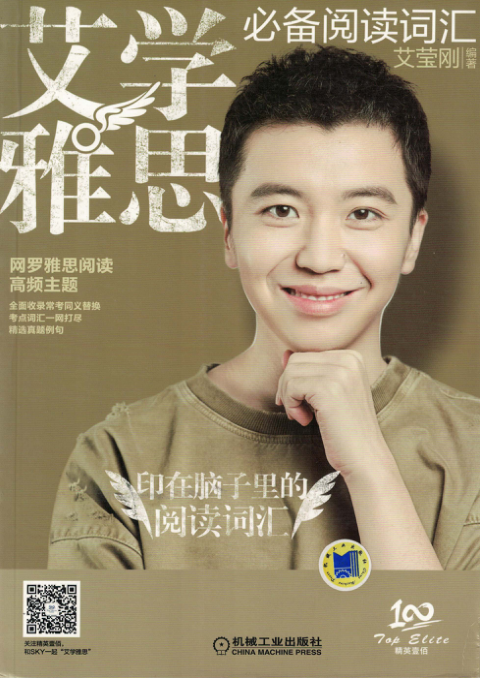 必备阅读词汇
艾莹刚 编著
艾学
雅思
网罗雅思阅读
高频主题
全面收录常考同义替换
考点词汇一网打尽
精选真题例句
印在脑子里的
阅读词汇
关注精英壹佰,
和SKY一起“艾学雅思”
机械工业出版社
CHINA MACHINE PRESS
100
Top Elite
精英壹佰